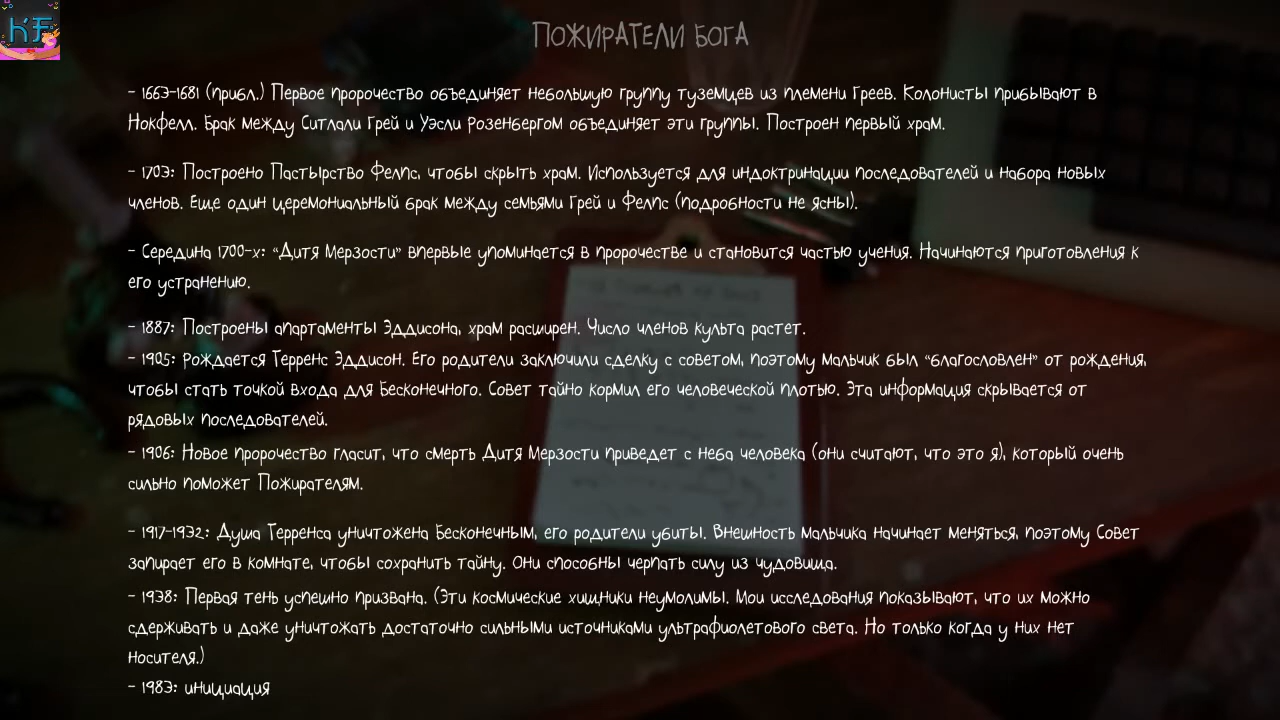 KF
ПОЖИРАТЕЛИ БОГА
- 1663-1681 (прибл.) Первое пророчество объединяет небольшую группу туземцев из племени Греев. Колонисты прибывают в
Нокфелл. Брак между Ситлали Грей и Уэсли Розенбергом объединяет эти группы. Построен первый храм.
- 1703: Построено Пастырство Фелпс, чтобы скрыть храм. Используется для индоктринации последователей и набора новых
членов. Еще один церемониальный брак между семьями Грей и Фелпс (подробности не ясны).
- Середина 1700-х: “Дитя Мерзости” впервые упоминается в пророчестве и становится частью учения. Начинаются приготовления к
его устранению.
- 1887: Построены апартаменты Эддисона, храм расширен. Число членов культа растет.
- 1905: Рождается Терренс Эддисон. Его родители заключили сделку с советом, поэтому мальчик был “благословлен” от рождения,
чтобы стать точкой входа для Бесконечного. Совет тайно кормил его человеческой плотью. Эта информация скрывается от
рядовых последователей.
- 1906: Новое пророчество гласит, что смерть Дитя Мерзости приведет с неба человека (они считают, что это я), который очень
сильно поможет Пожирателям.
- 1917-1932: Душа Терренса уничтожена Бесконечным, его родители убиты. Внешность мальчика начинает меняться, поэтому Совет
запирает его в комнате, чтобы сохранить тайну. Они способны черпать силу из чудовища.
- 1938: Первая тень успешно призвана. (Эти космические хищники неумолимы. Мои исследования показывают, что их можно
сдерживать и даже уничтожать достаточно сильными источниками ультрафиолетового света. Но только когда у них нет
носителя.)
- 1983: инициация